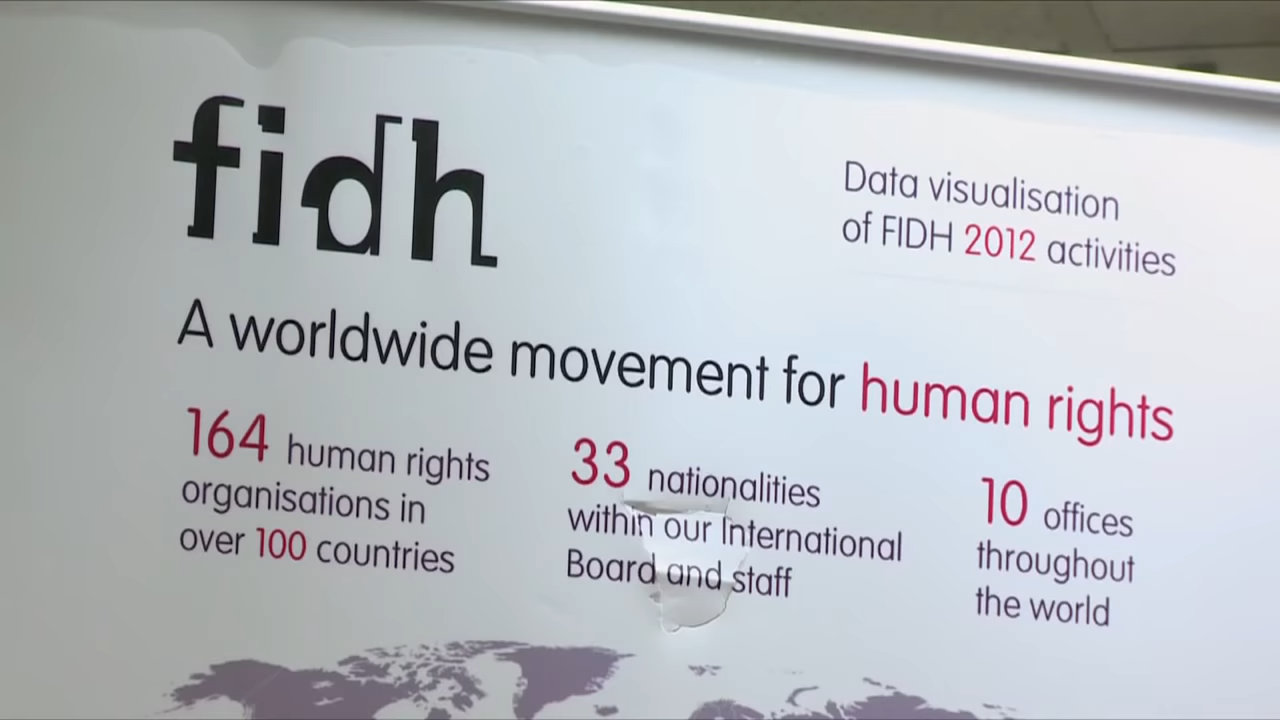 fidh
Data visualisation
of FIDH 2012 activities
A worldwide movement for human rights
164 human rights
organisations in
over 100 countries
33 nationalities
within our International
Board and staff
10 offices
throughout
the world